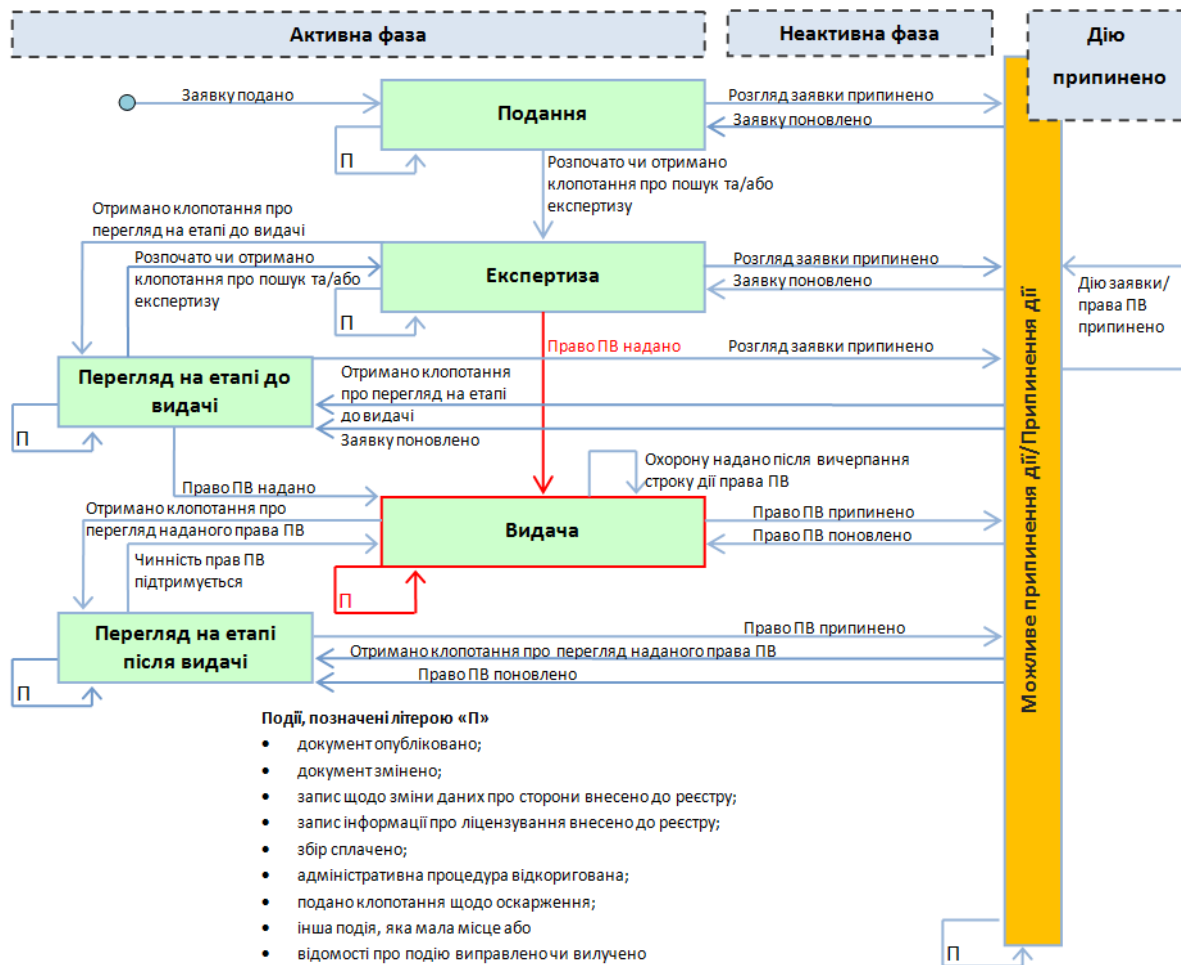 Активна фаза
Неактивна фаза
Дію
припинено
Заявку подано
Подання
Розгляд заявки припинено
Заявку поновлено
П
Розпочато чи отримано
клопотання про пошук та/або
експертизу
Отримано клопотання про
перегляд на етапі до видачі
Розпочато чи отримано
клопотання про пошук та/або
експертизу
Експертиза
Розгляд заявки припинено
Заявку поновлено
П
Дію заявки/
права ПВ
припинено
Право ПВ надано
Розгляд заявки припинено
Перегляд на етапі до
видачі
Отримано клопотання
про перегляд на етапі
до видачі
Заявку поновлено
П
Право ПВ надано
Охорону надано після вичерпання
строку дії права ПВ
Отримано клопотання про
перегляд наданого права ПВ
Видача
Право ПВ припинено
Право ПВ поновлено
Чинність прав ПВ
підтримується
П
Перегляд на етапі
після видачі
Право ПВ припинено
Отримано клопотання про перегляд наданого права ПВ
Право ПВ поновлено
П
Можливе припинення дії/Припинення дії
Події, позначені літерою «П»
• документ опубліковано;
• документ змінено;
• запис щодо зміни даних про сторони внесено до реєстру;
• запис інформації про ліцензування внесено до реєстру;
• збір сплачено;
• адміністративна процедура відкоригована;
• подано клопотання щодо оскарження;
• інша подія, яка мала місце або
• відомості про подію виправлено чи вилучено
П